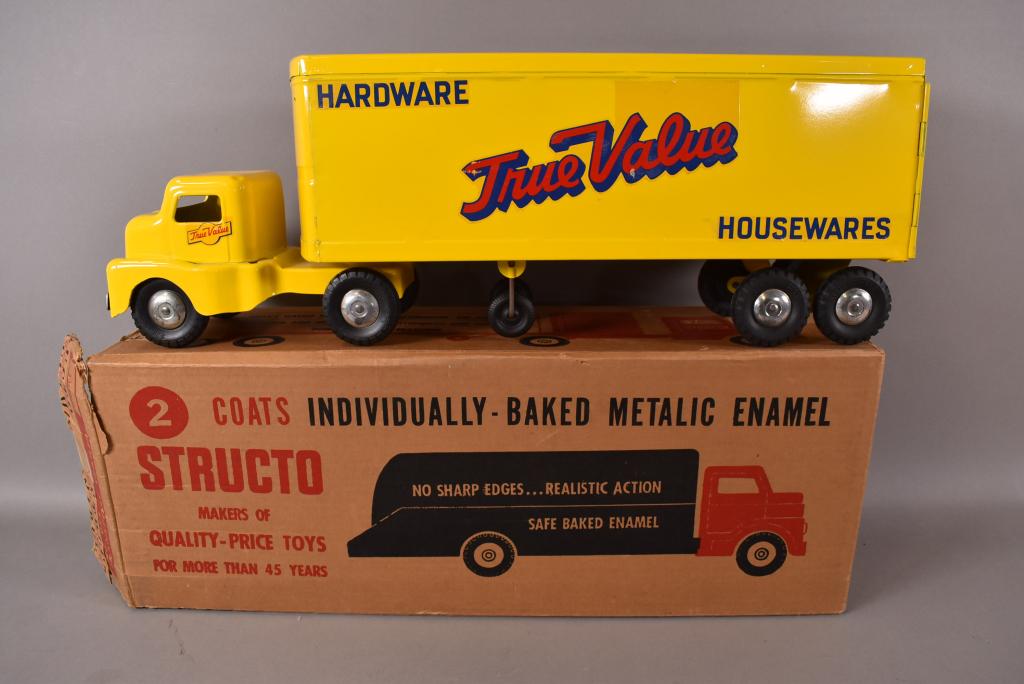 HARDWARE
True Value
HOUSEWARES
True Value
2 COATS INDIVIDUALLY-BAKED METALIC ENAMEL
STRUCTO
MAKERS OF
QUALITY-PRICE TOYS
FOR MORE THAN 45 YEARS
NO SHARP EDGES...REALISTIC ACTION
SAFE BAKED ENAMEL